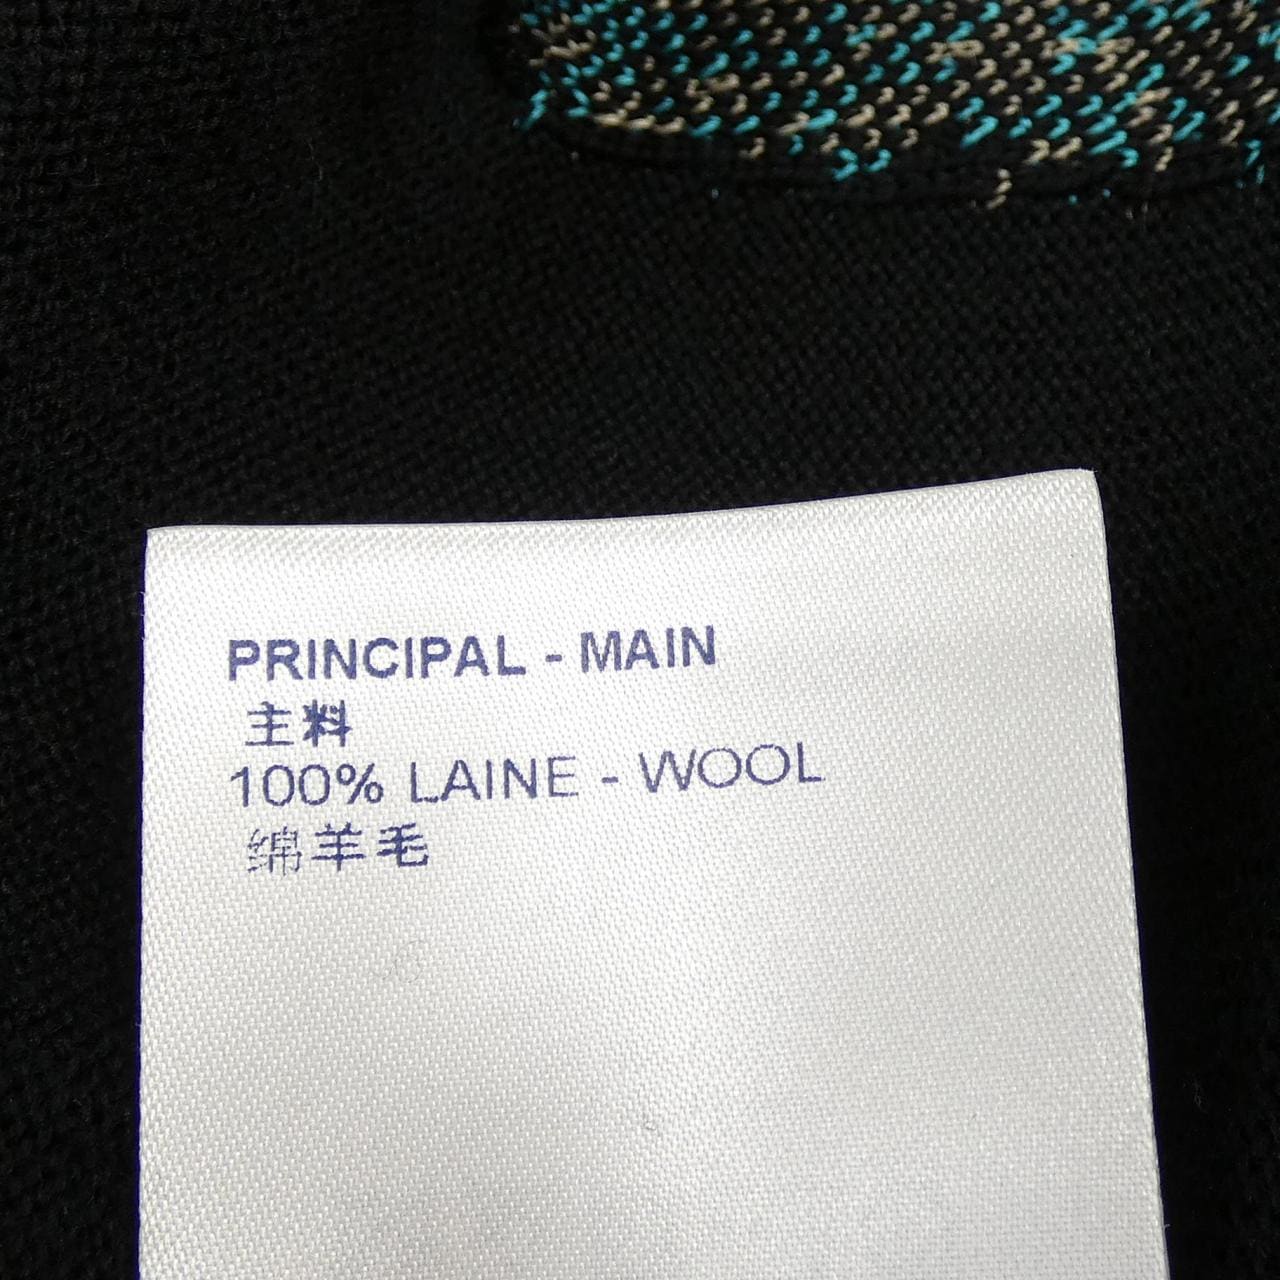 PRINCIPAL - MAIN
主料
100% LAINE - WOOL
绵羊毛